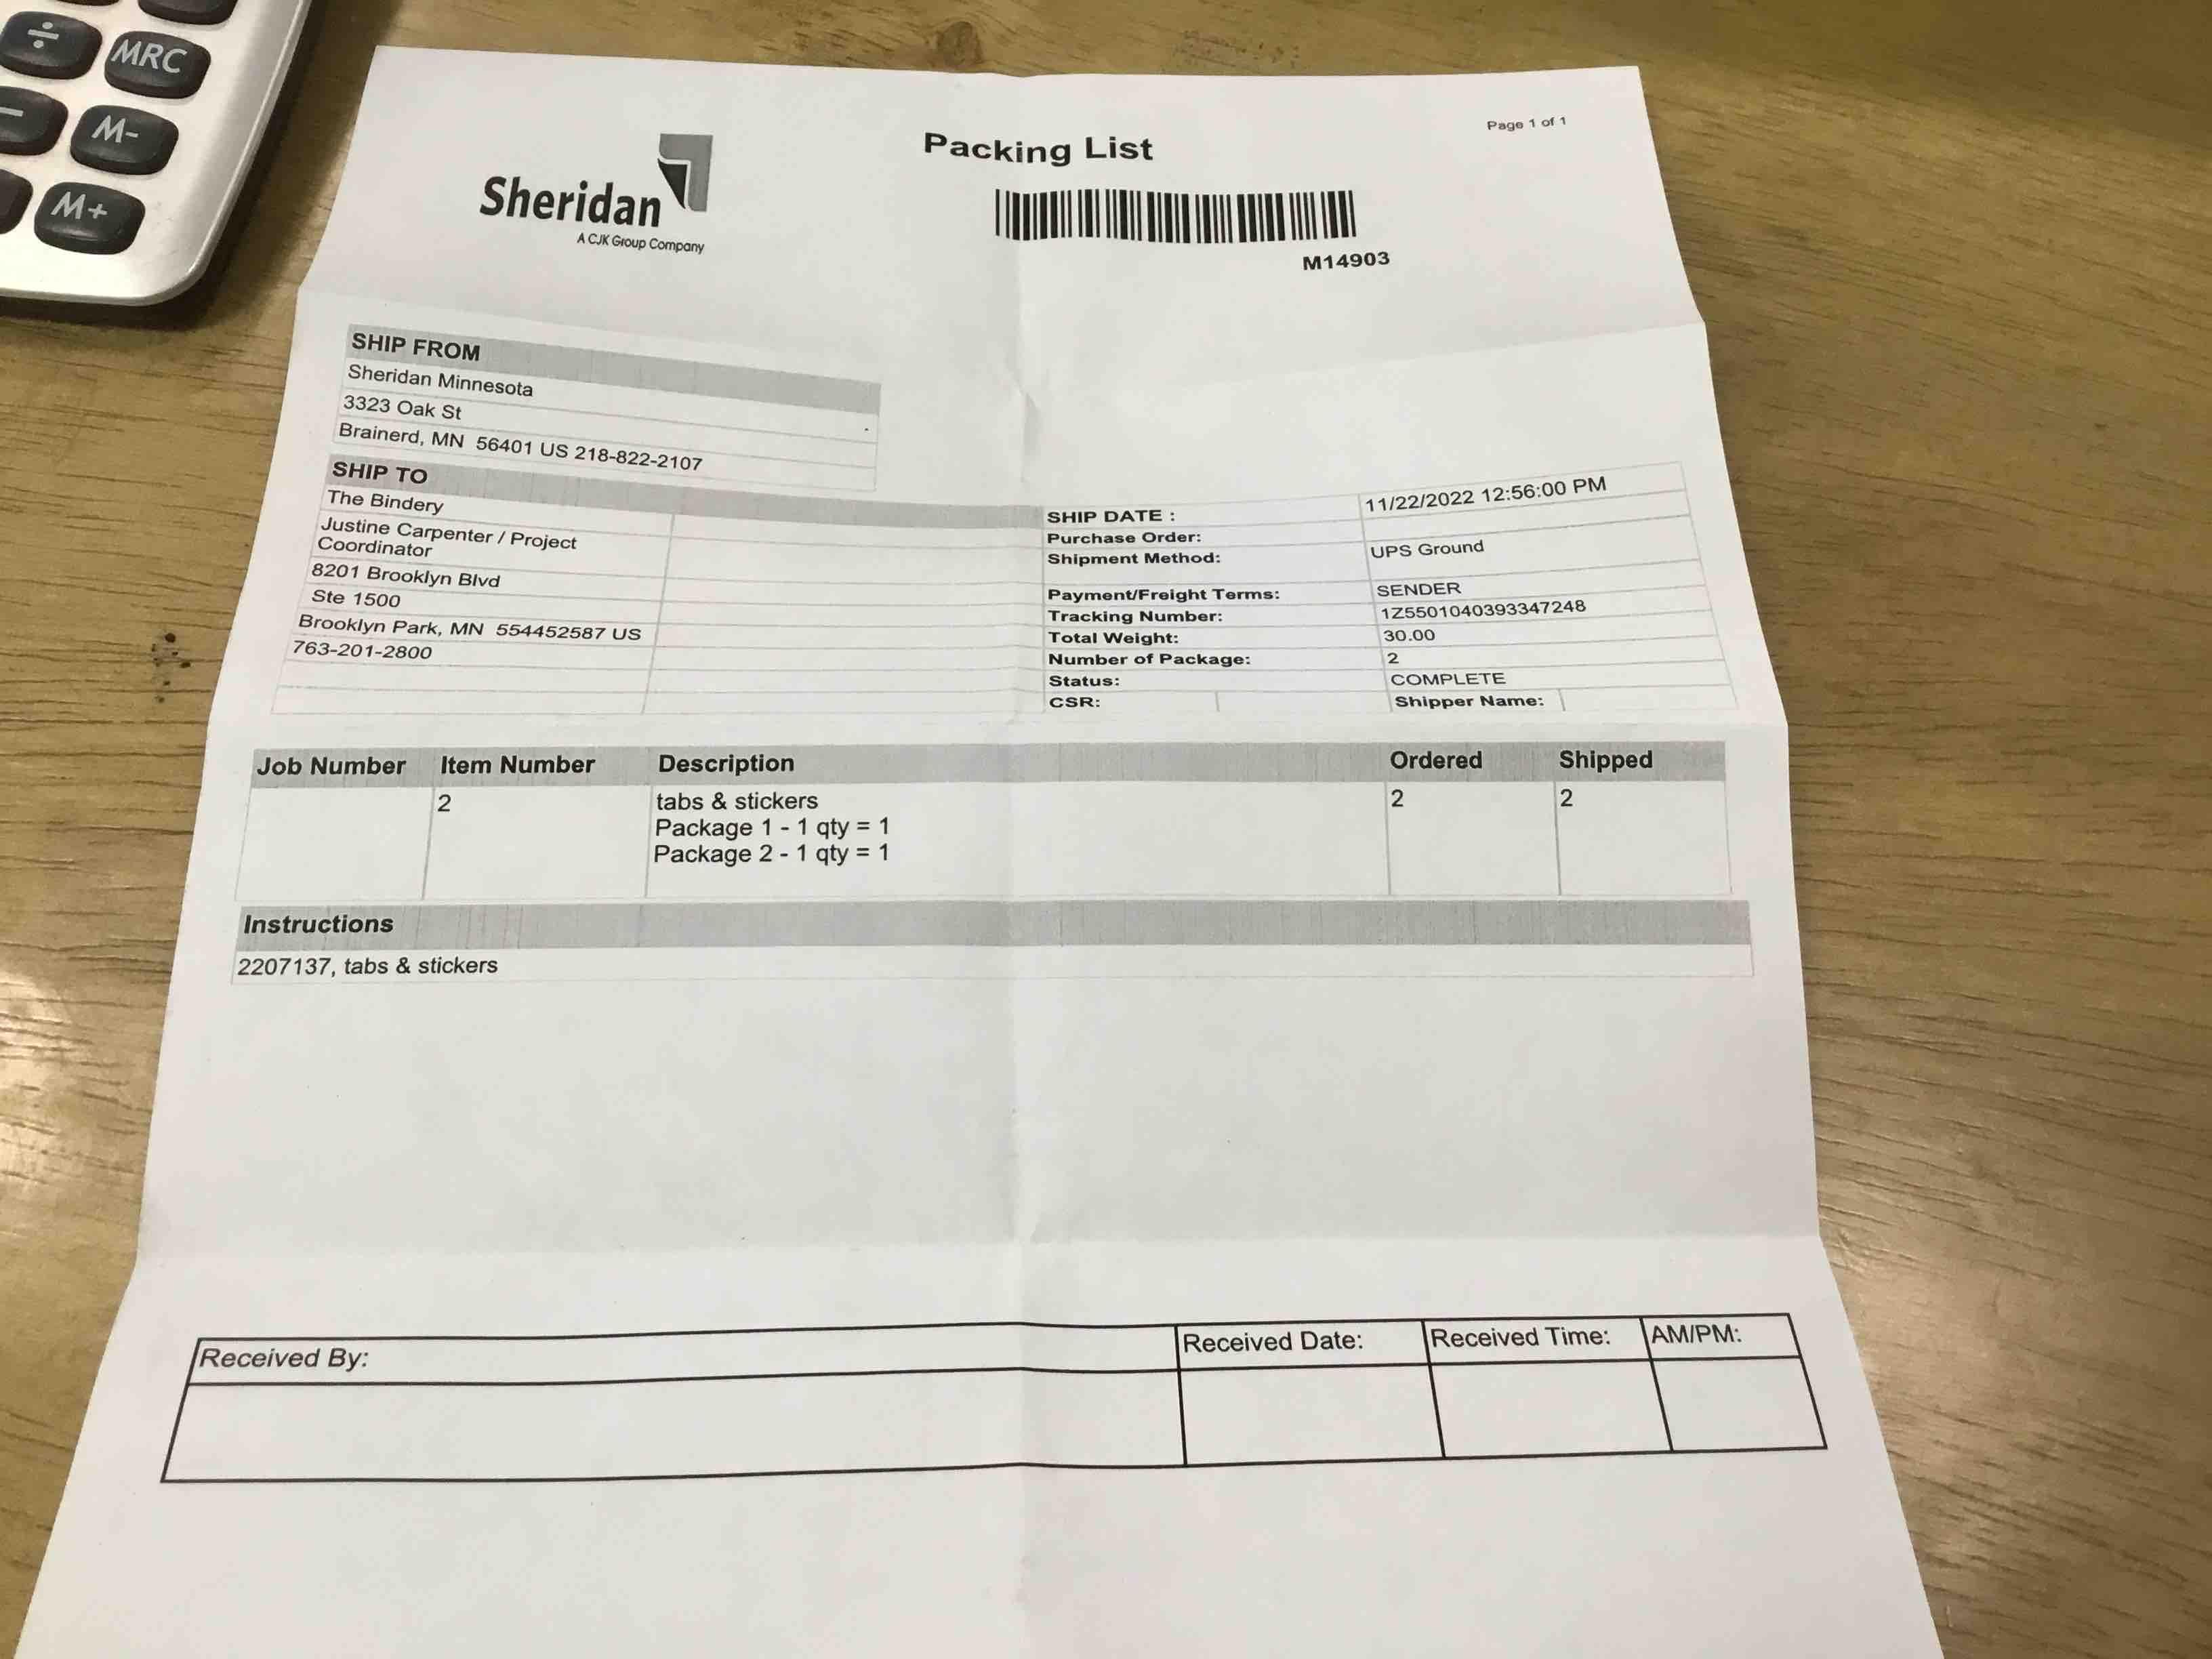 ÷
MRC
−
M-
M+
Sheridan
A CJK Group Company
Packing List
Page 1 of 1
M14903
SHIP FROM
Sheridan Minnesota
3323 Oak St
Brainerd, MN 56401 US 218-822-2107
SHIP TO
The Bindery
Justine Carpenter / Project
Coordinator
8201 Brooklyn Blvd
Ste 1500
Brooklyn Park, MN 554452587 US
763-201-2800
SHIP DATE : 11/22/2022 12:56:00 PM
Purchase Order:
Shipment Method: UPS Ground
Payment/Freight Terms: SENDER
Tracking Number: 1Z5501040393347248
Total Weight: 30.00
Number of Package: 2
Status: COMPLETE
CSR: Shipper Name:
Job Number Item Number Description Ordered Shipped
2 tabs & stickers 2 2
Package 1 - 1 qty = 1
Package 2 - 1 qty = 1
Instructions
2207137, tabs & stickers
Received By: Received Date: Received Time: AM/PM: